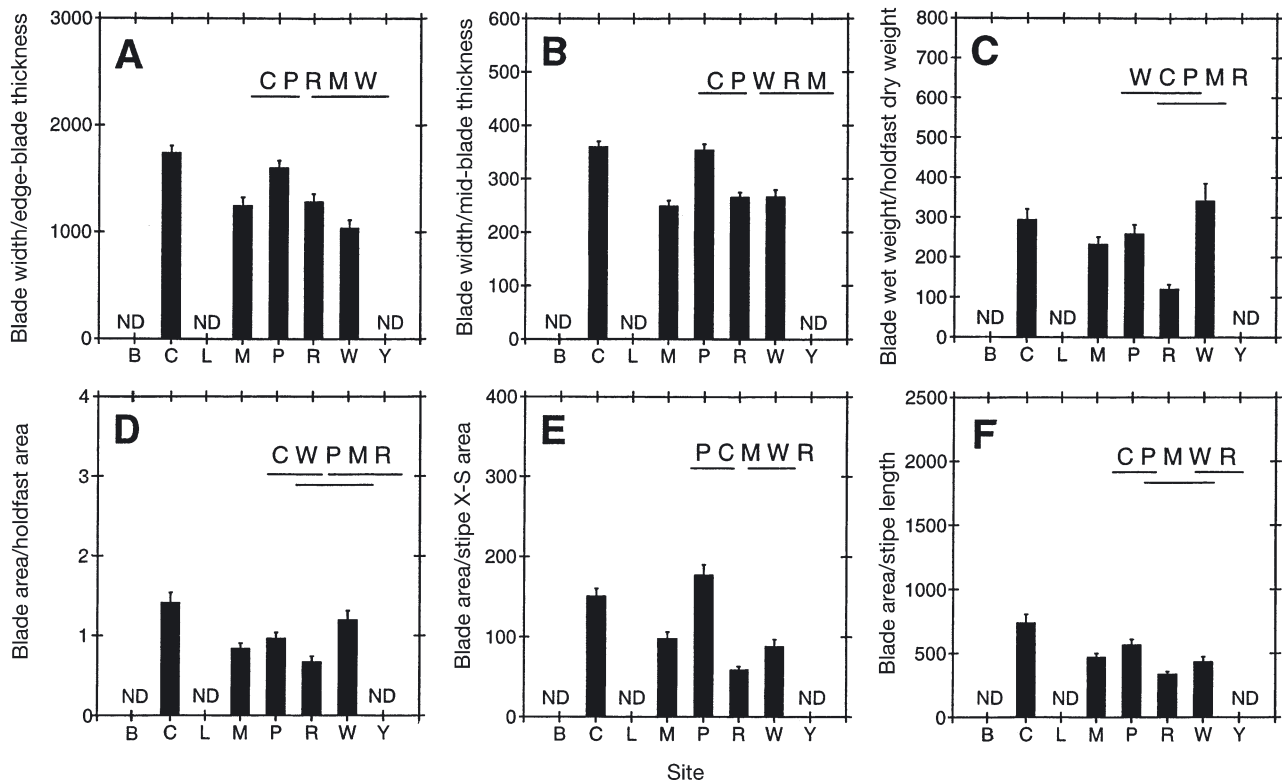 Blade width/edge-blade thickness
3000
2000
1000
0
A
C P R M W
ND ND ND
B C L M P R W Y
Blade width/mid-blade thickness
600
500
400
300
200
100
0
B
C P W R M
ND ND ND
B C L M P R W Y
Blade wet weight/holdfast dry weight
800
700
600
500
400
300
200
100
0
C
W C P M R
ND ND ND
B C L M P R W Y
Blade area/holdfast area
4
3
2
1
0
D
C W P M R
ND ND ND
B C L M P R W Y
Blade area/stipe X-S area
400
300
200
100
0
E
P C M W R
ND ND ND
B C L M P R W Y
Blade area/stipe length
2500
2000
1500
1000
500
0
F
C P M W R
ND ND ND
B C L M P R W Y
Site